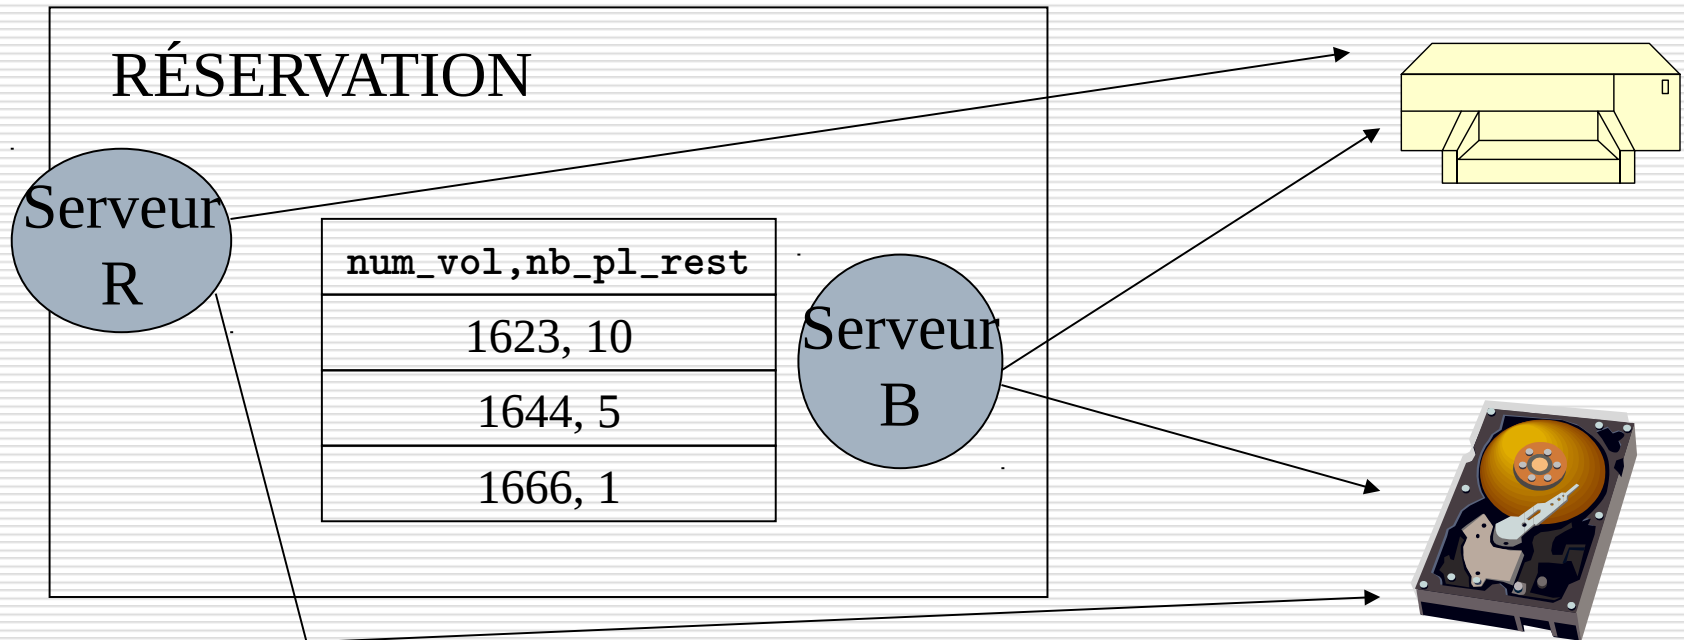 RÉSERVATION
Serveur
R
num_vol,nb_pl_rest
1623, 10
1644, 5
1666, 1
Serveur
B